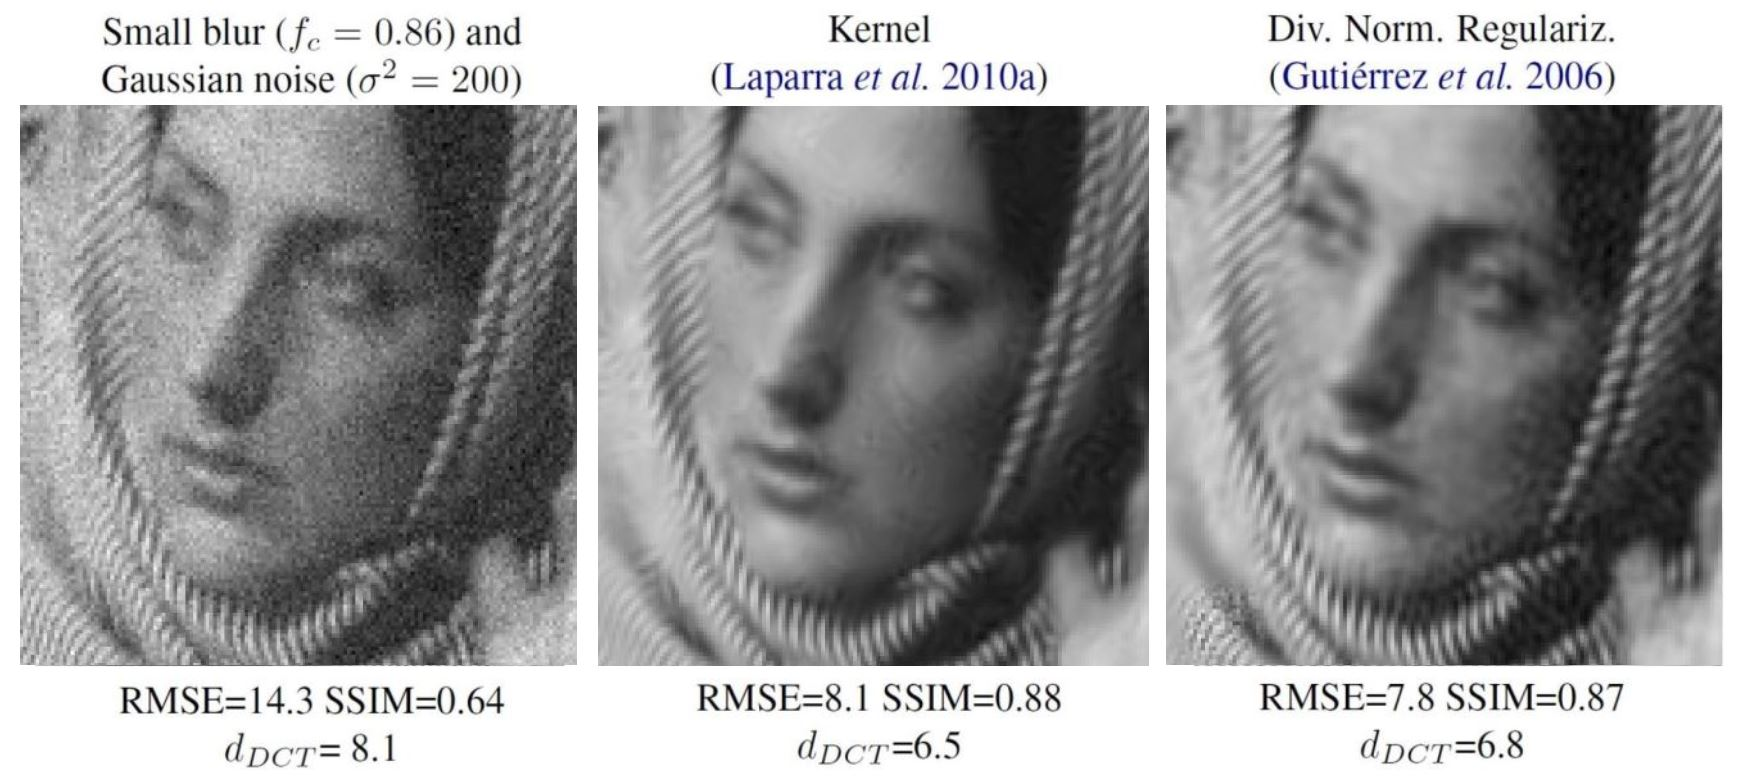 Small blur (f_c = 0.86) and
Gaussian noise (σ² = 200)
Kernel
(Laparra et al. 2010a)
Div. Norm. Regulariz.
(Gutiérrez et al. 2006)
RMSE=14.3 SSIM=0.64
d_DCT= 8.1
RMSE=8.1 SSIM=0.88
d_DCT=6.5
RMSE=7.8 SSIM=0.87
d_DCT=6.8